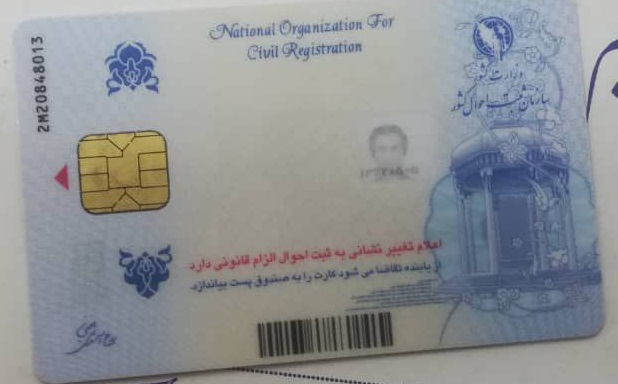 National Organization For
Civil Registration
وزارت کشور
سازمان ثبت احوال کشور
2M20848013
اعلام تغییر نشانی به ثبت احوال الزام قانونی دارد
از یابنده تقاضا می شود کارت را به صندوق پست بیاندازد.